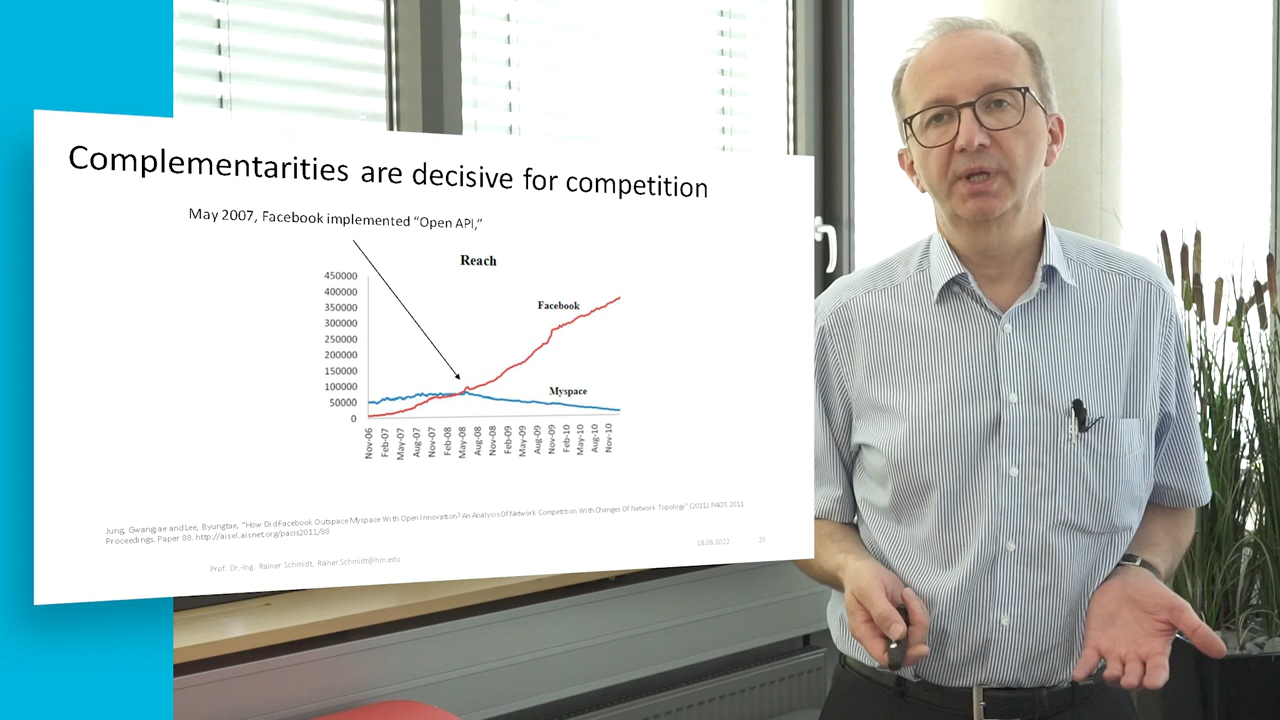 Complementarities are decisive for competition
May 2007, Facebook implemented “Open API,”
Reach
450000
400000
350000
300000
250000
200000
150000
100000
50000
0
Facebook
Myspace
Nov-06
Feb-07
May-07
Aug-07
Nov-07
Feb-08
May-08
Aug-08
Nov-08
Feb-09
May-09
Aug-09
Nov-09
Feb-10
May-10
Aug-10
Nov-10
Jung, Gwangjae and Lee, Byungtae, "How Did Facebook Outspace Myspace With Open Innovation? An Analysis Of Network Competition With Changes Of Network Topology" (2011). PACIS 2011
Proceedings. Paper 88. http://aisel.aisnet.org/pacis2011/88
Prof. Dr.-Ing. Rainer Schmidt, Rainer.Schmidt@hm.edu
18.08.2022
25